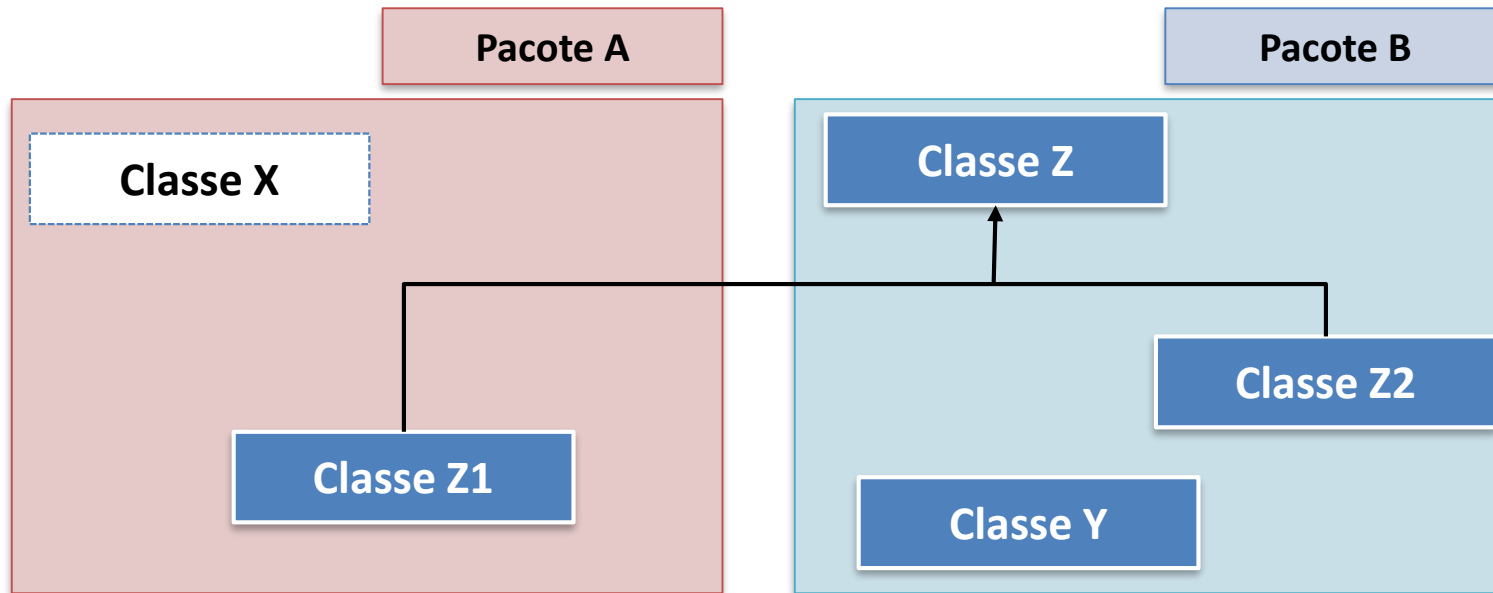 Pacote A
Pacote B
Classe X
Classe Z
Classe Z2
Classe Z1
Classe Y